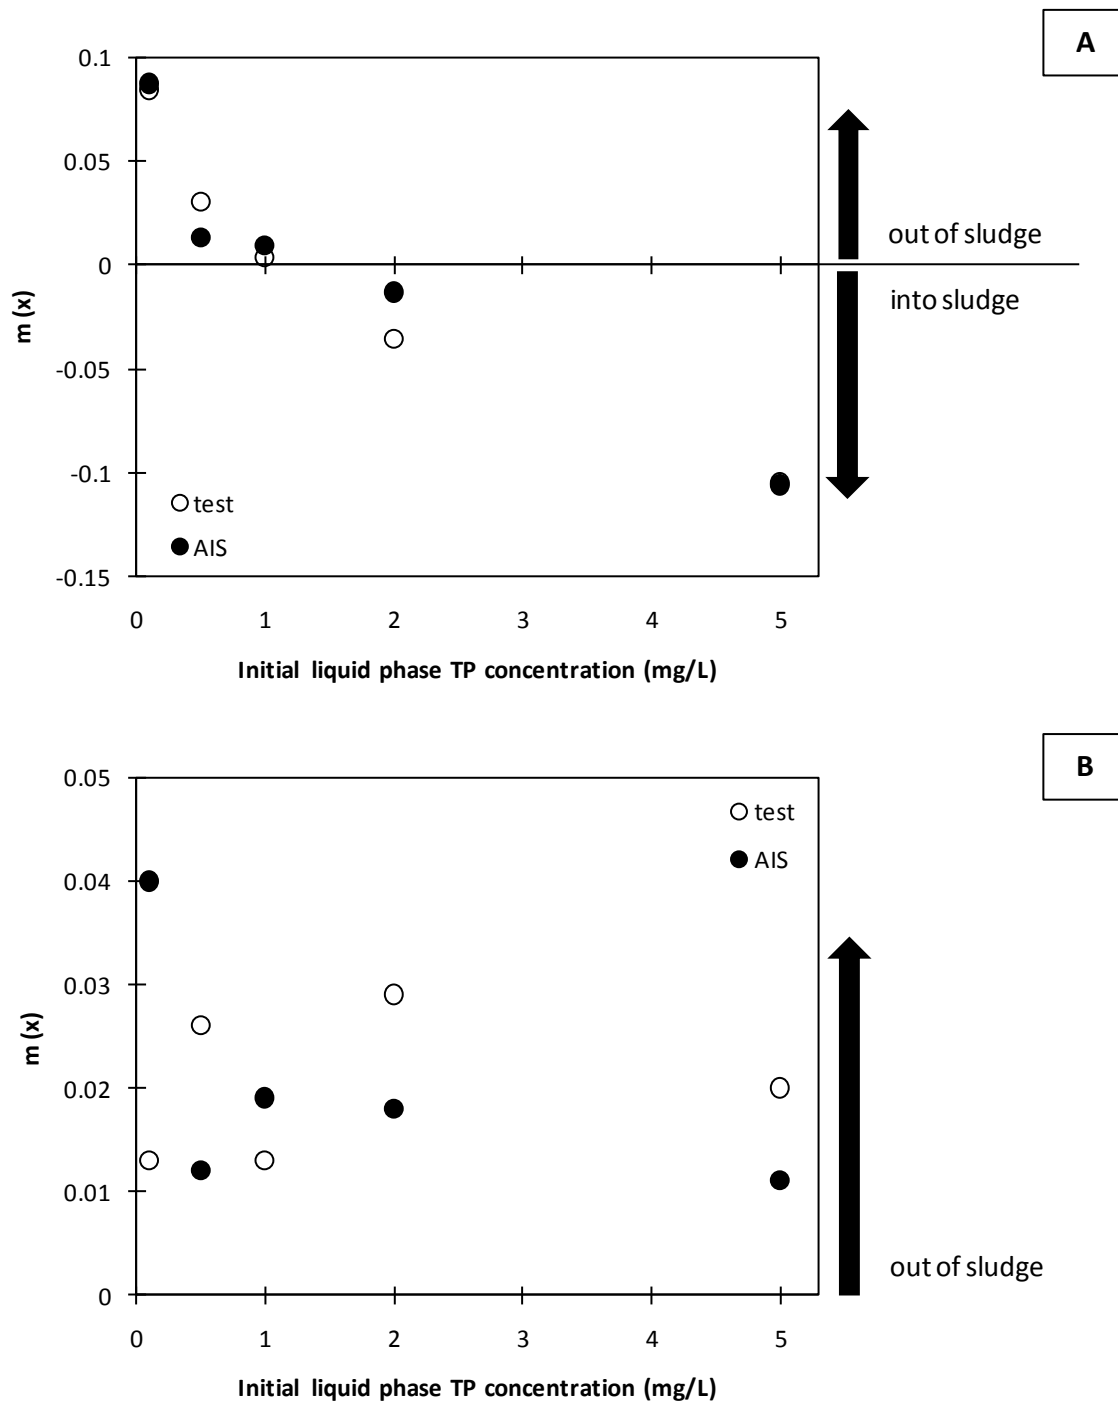 A
0.1
0.05
0
-0.05
-0.1
-0.15
m (x)
out of sludge
into sludge
test
AIS
0 1 2 3 4 5
Initial liquid phase TP concentration (mg/L)
B
0.05
0.04
0.03
0.02
0.01
0
m (x)
test
AIS
out of sludge
0 1 2 3 4 5
Initial liquid phase TP concentration (mg/L)